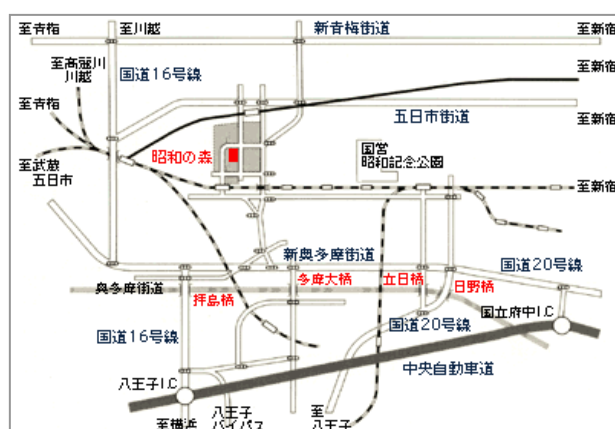 至青梅
至川越
新青梅街道
至新宿
至高麗川
川越
国道16号線
至新宿
至青梅
五日市街道
至新宿
昭和の森
国営
昭和記念公園
至武蔵
五日市
至新宿
新奥多摩街道
国道20号線
奥多摩街道
拝島橋
多摩大橋
立日橋
日野橋
国道16号線
国道20号線
国立府中I.C
中央自動車道
八王子I.C
至横浜
八王子
バイパス
至
八王子